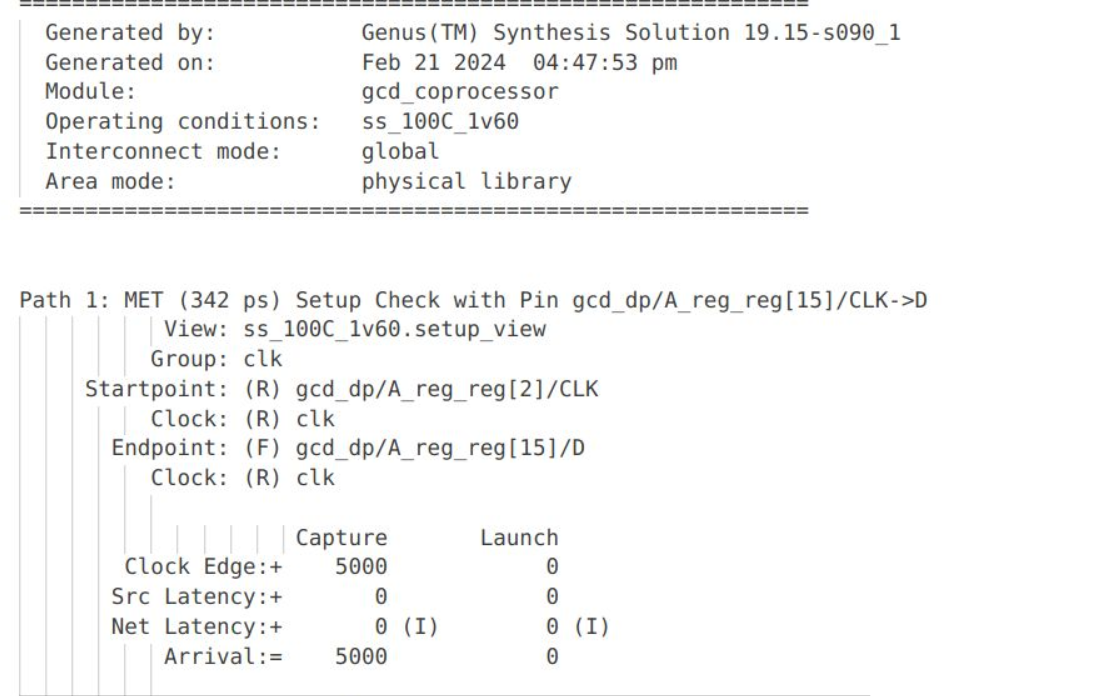 ============================================================
Generated by: Genus(TM) Synthesis Solution 19.15-s090_1
Generated on: Feb 21 2024 04:47:53 pm
Module: gcd_coprocessor
Operating conditions: ss_100C_1v60
Interconnect mode: global
Area mode: physical library
============================================================
Path 1: MET (342 ps) Setup Check with Pin gcd_dp/A_reg_reg[15]/CLK->D
View: ss_100C_1v60.setup_view
Group: clk
Startpoint: (R) gcd_dp/A_reg_reg[2]/CLK
Clock: (R) clk
Endpoint: (F) gcd_dp/A_reg_reg[15]/D
Clock: (R) clk
Capture Launch
Clock Edge:+ 5000 0
Src Latency:+ 0 0
Net Latency:+ 0 (I) 0 (I)
Arrival:= 5000 0